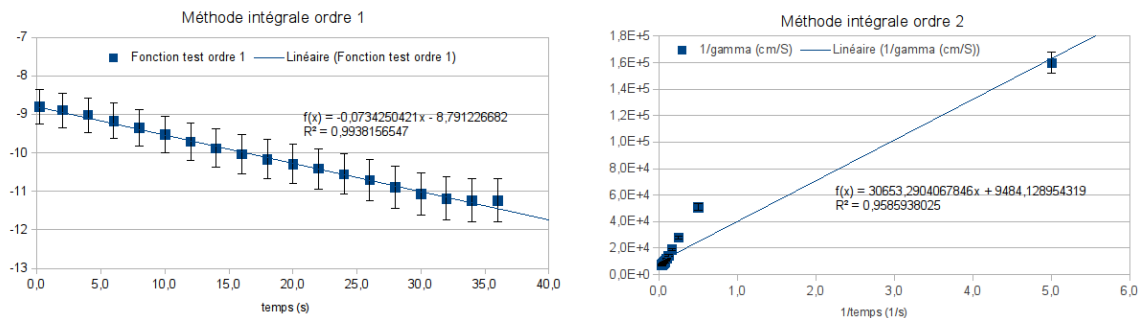 Méthode intégrale ordre 1
-7
Fonction test ordre 1 Linéaire (Fonction test ordre 1)
-8
-9
f(x) = -0,0734250421x - 8,791226682
R² = 0,9938156547
-10
-11
-12
-13
0,0 5,0 10,0 15,0 20,0 25,0 30,0 35,0 40,0
temps (s)
Méthode intégrale ordre 2
1,8E+5
1/gamma (cm/S) Linéaire (1/gamma (cm/S))
1,6E+5
1,4E+5
1,2E+5
1,0E+5
8,0E+4
6,0E+4
f(x) = 30653,2904067846x + 9484,128954319
R² = 0,9585938025
4,0E+4
2,0E+4
0,0E+0
0,0 1,0 2,0 3,0 4,0 5,0 6,0
1/temps (1/s)